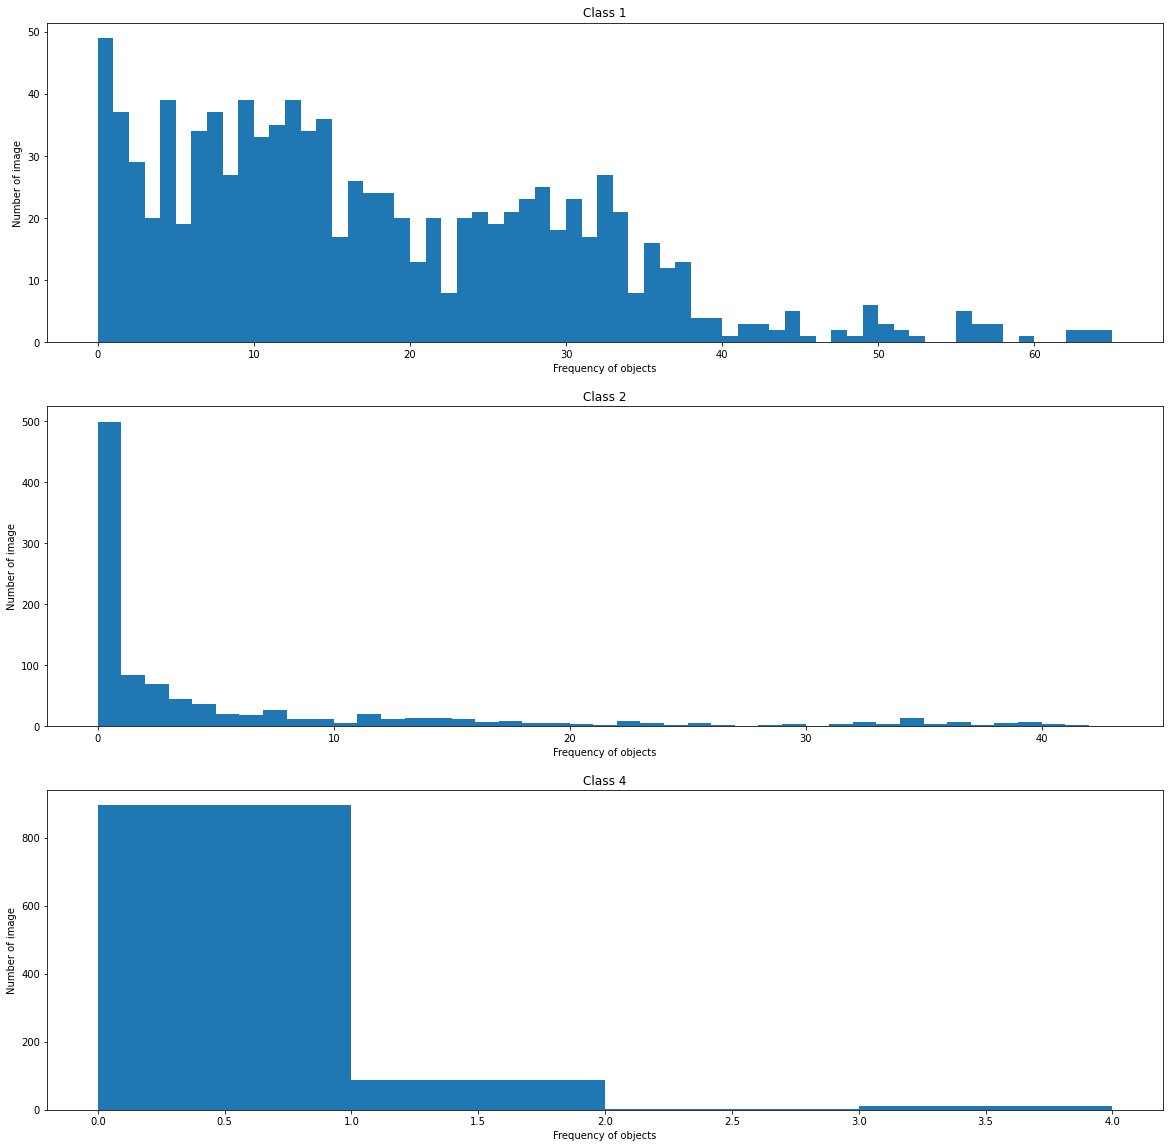 Class 1
50
40
30
20
10
0
Number of image
0 10 20 30 40 50 60
Frequency of objects
Class 2
500
400
300
200
100
0
Number of image
0 10 20 30 40
Frequency of objects
Class 4
800
600
400
200
0
Number of image
0.0 0.5 1.0 1.5 2.0 2.5 3.0 3.5 4.0
Frequency of objects